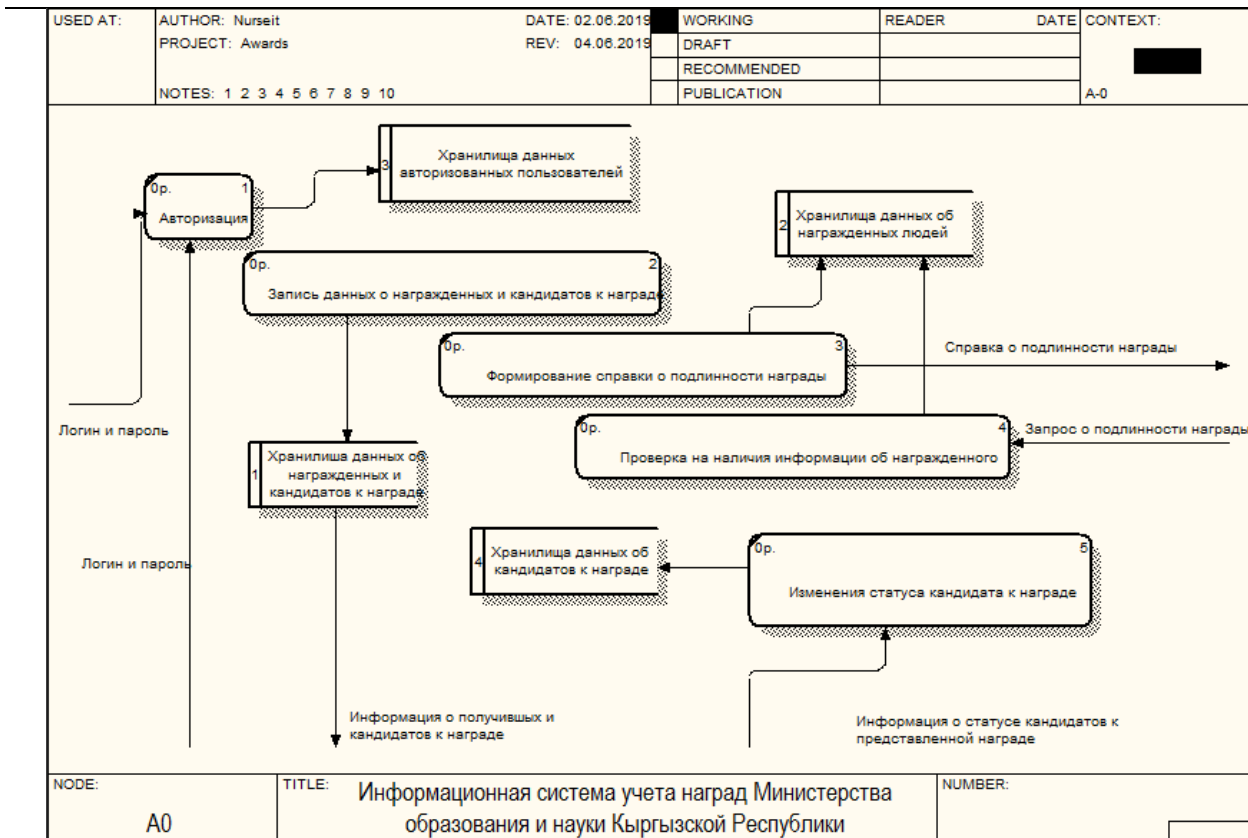 USED AT:
AUTHOR: Nurseit
DATE: 02.06.2019
WORKING
READER
DATE
CONTEXT:
PROJECT: Awards
REV: 04.06.2019
DRAFT
RECOMMENDED
NOTES: 1 2 3 4 5 6 7 8 9 10
PUBLICATION
A-0
3
Хранилища данных
авторизованных пользователей
0р.
1
Авторизация
2
Хранилища данных об
награжденных людей
0р.
2
Запись данных о награжденных и кандидатов к награде
0р.
3
Формирование справки о подлинности награды
Справка о подлинности награды
Логин и пароль
0р.
4
Проверка на наличия информации об награжденного
Запрос о подлинности награды
1
Хранилиша данных об
награжденных и
кандидатов к награде
4
Хранилища данных об
кандидатов к награде
0р.
5
Изменения статуса кандидата к награде
Логин и пароль
Информация о получивших и
кандидатов к награде
Информация о статусе кандидатов к
представленной награде
NODE:
A0
TITLE:
Информационная система учета наград Министерства
образования и науки Кыргызской Республики
NUMBER: